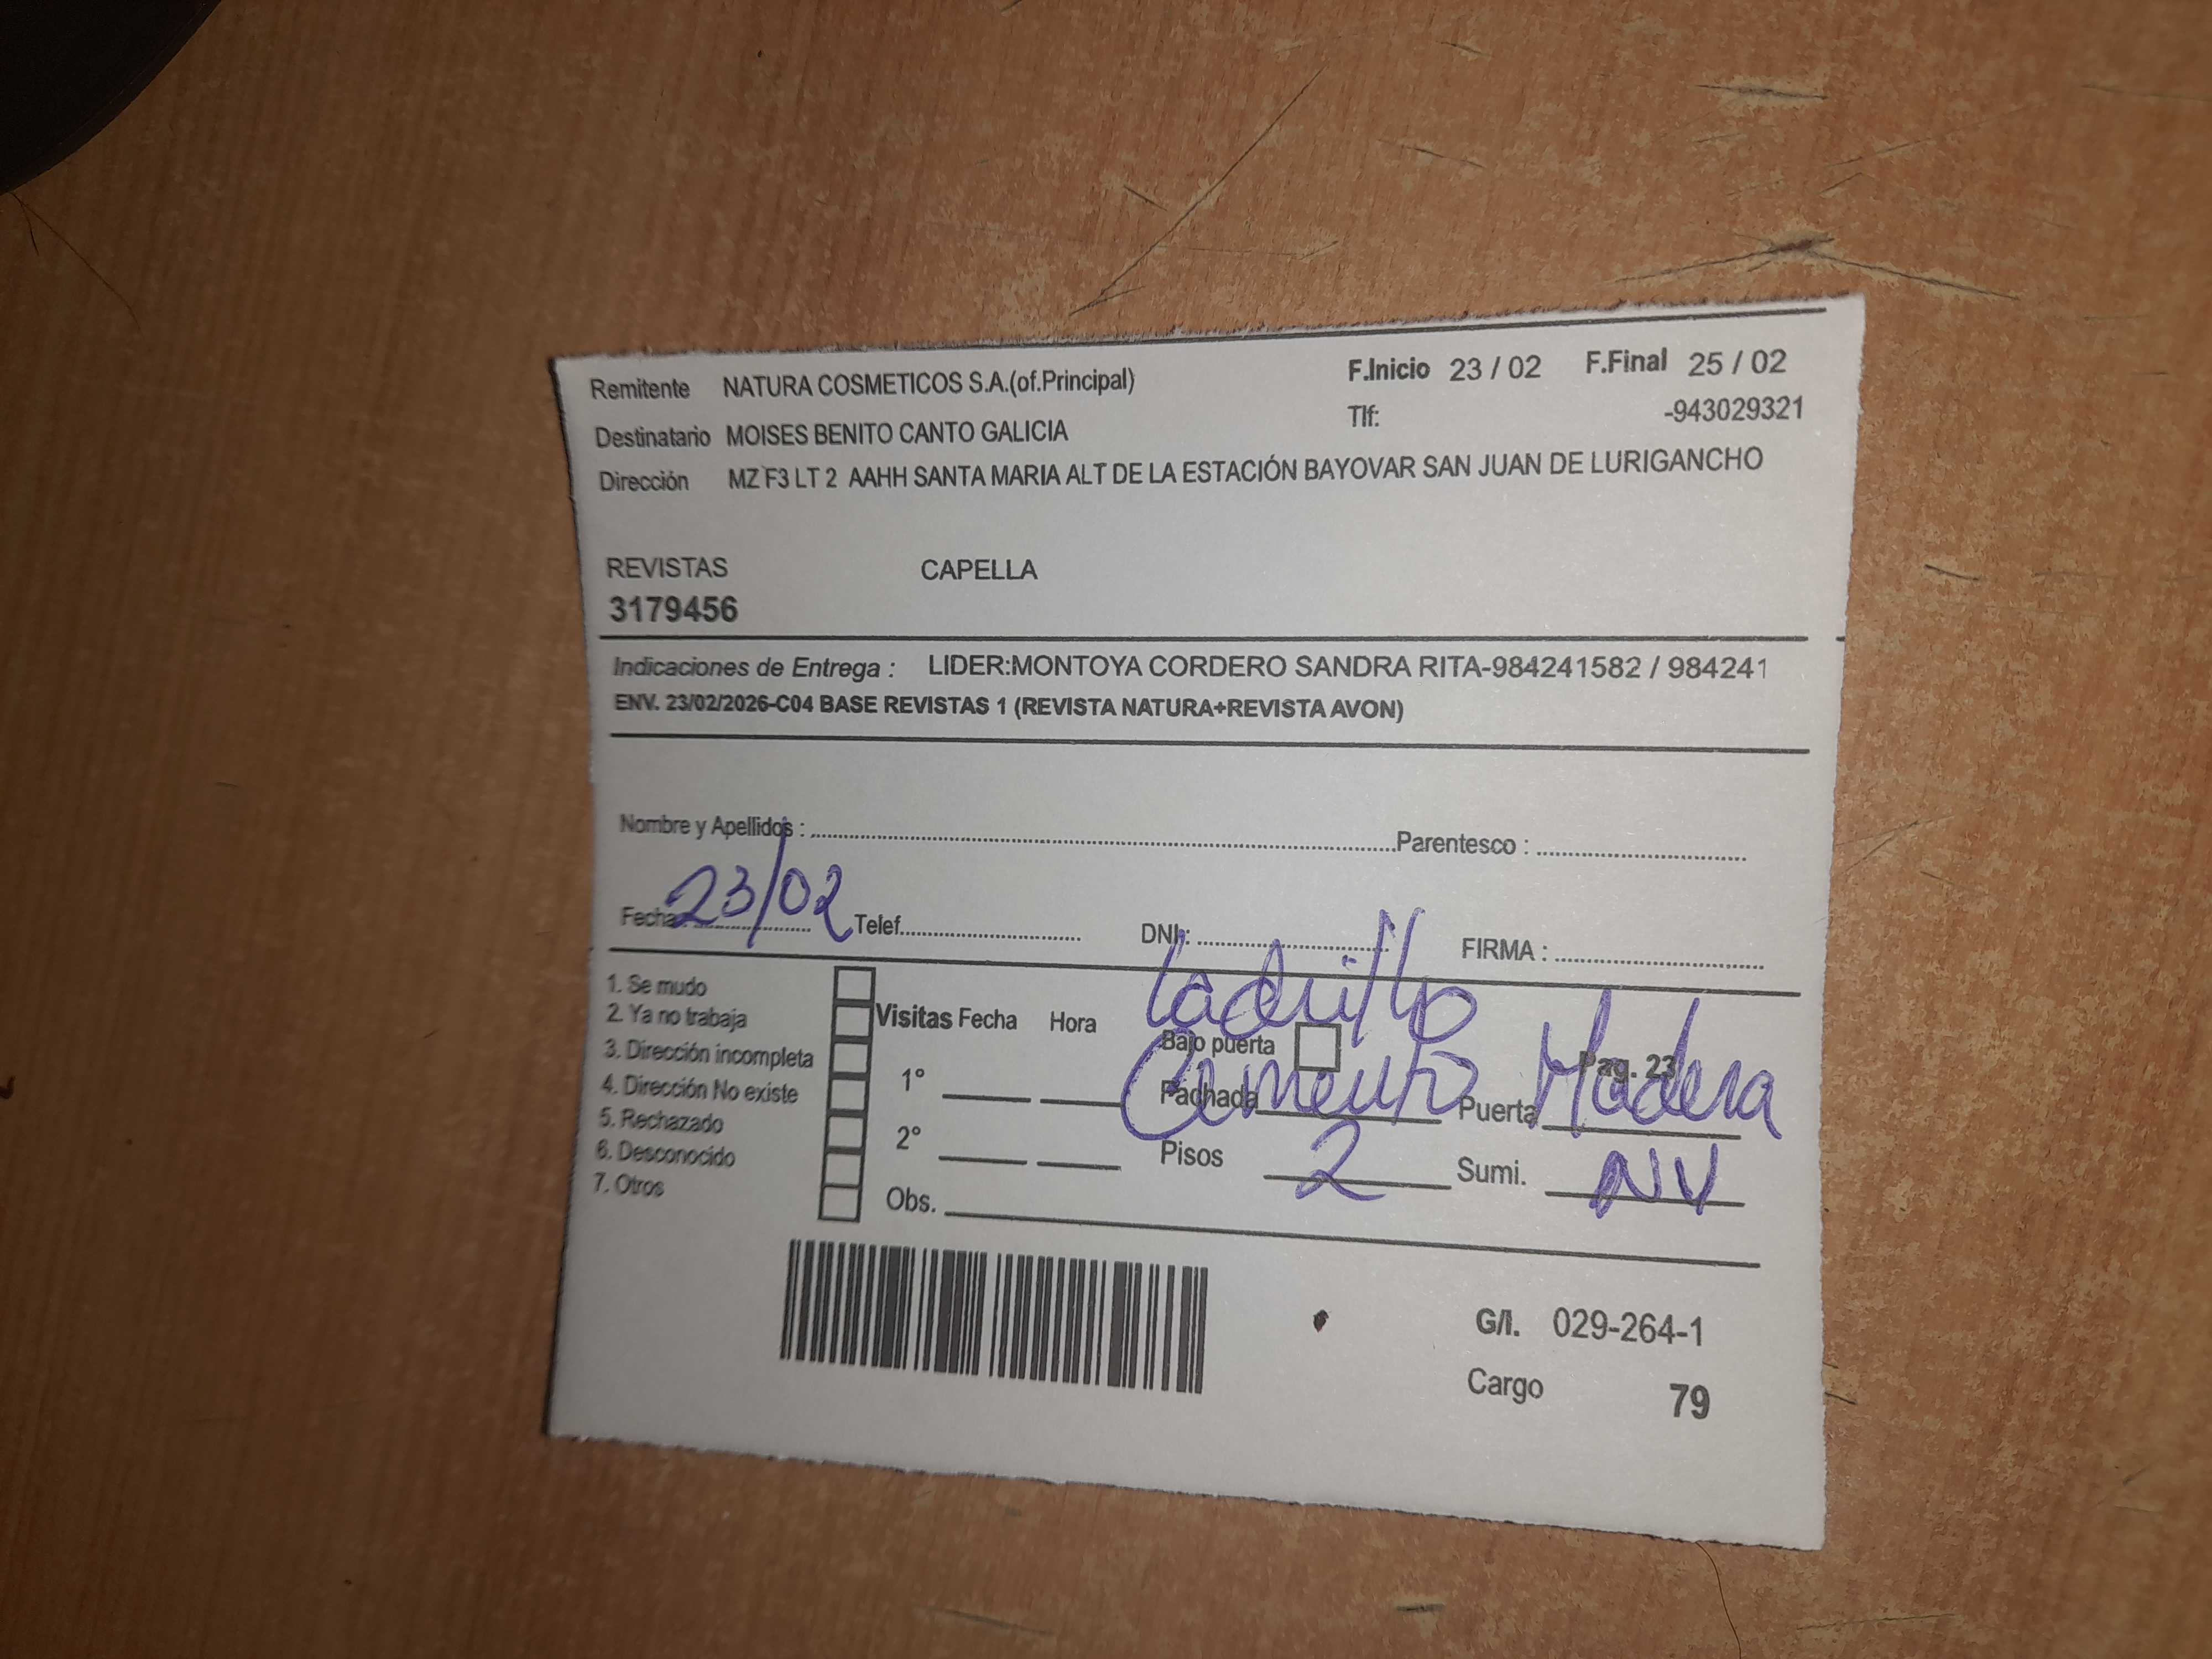 Remitente NATURA COSMETICOS S.A.(of.Principal) F.Inicio 23 / 02 F.Final 25 / 02
Destinatario MOISES BENITO CANTO GALICIA Tlf: -943029321
Dirección MZ F3 LT 2 AAHH SANTA MARIA ALT DE LA ESTACIÓN BAYOVAR SAN JUAN DE LURIGANCHO
REVISTAS CAPELLA
3179456
Indicaciones de Entrega : LIDER:MONTOYA CORDERO SANDRA RITA-984241582 / 984241
ENV. 23/02/2026-C04 BASE REVISTAS 1 (REVISTA NATURA+REVISTA AVON)
Nombre y Apellidos : Parentesco :
Fecha: 23/02 Telef. DNI.: FIRMA :
1. Se mudo
2. Ya no trabaja
3. Dirección incompleta
4. Dirección No existe
5. Rechazado
6. Desconocido
7. Otros
Visitas Fecha Hora
1°
2°
Obs.
ladrillo
Bajo puerta Pag. 23
Fachada Cemento Puerta Madera
Pisos 2 Sumi. NV
G/I. 029-264-1
Cargo 79